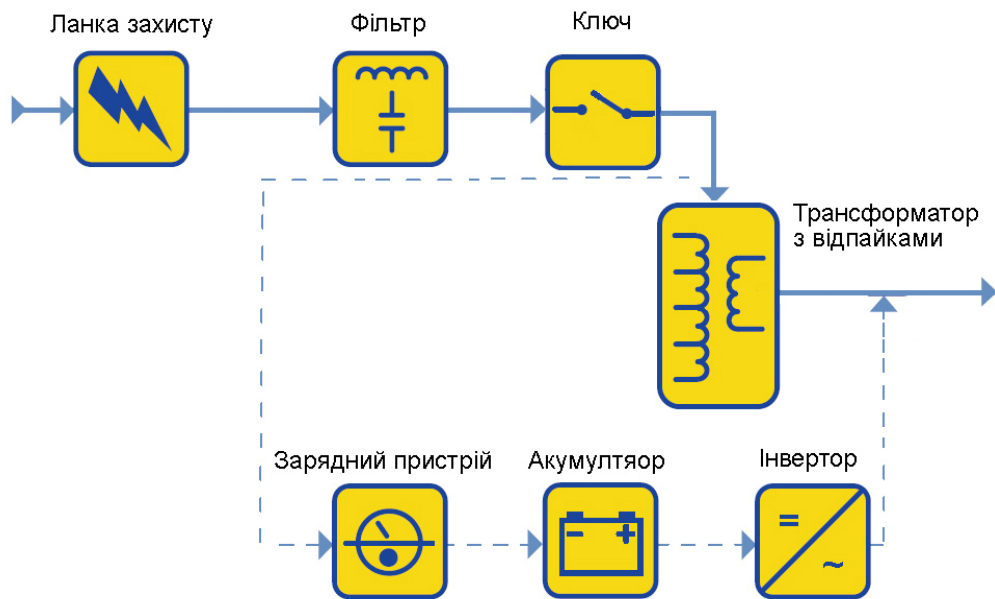 Ланка захисту
Фільтр
Ключ
Трансформатор
з відпайками
Зарядний пристрій
Акумултяор
Інвертор